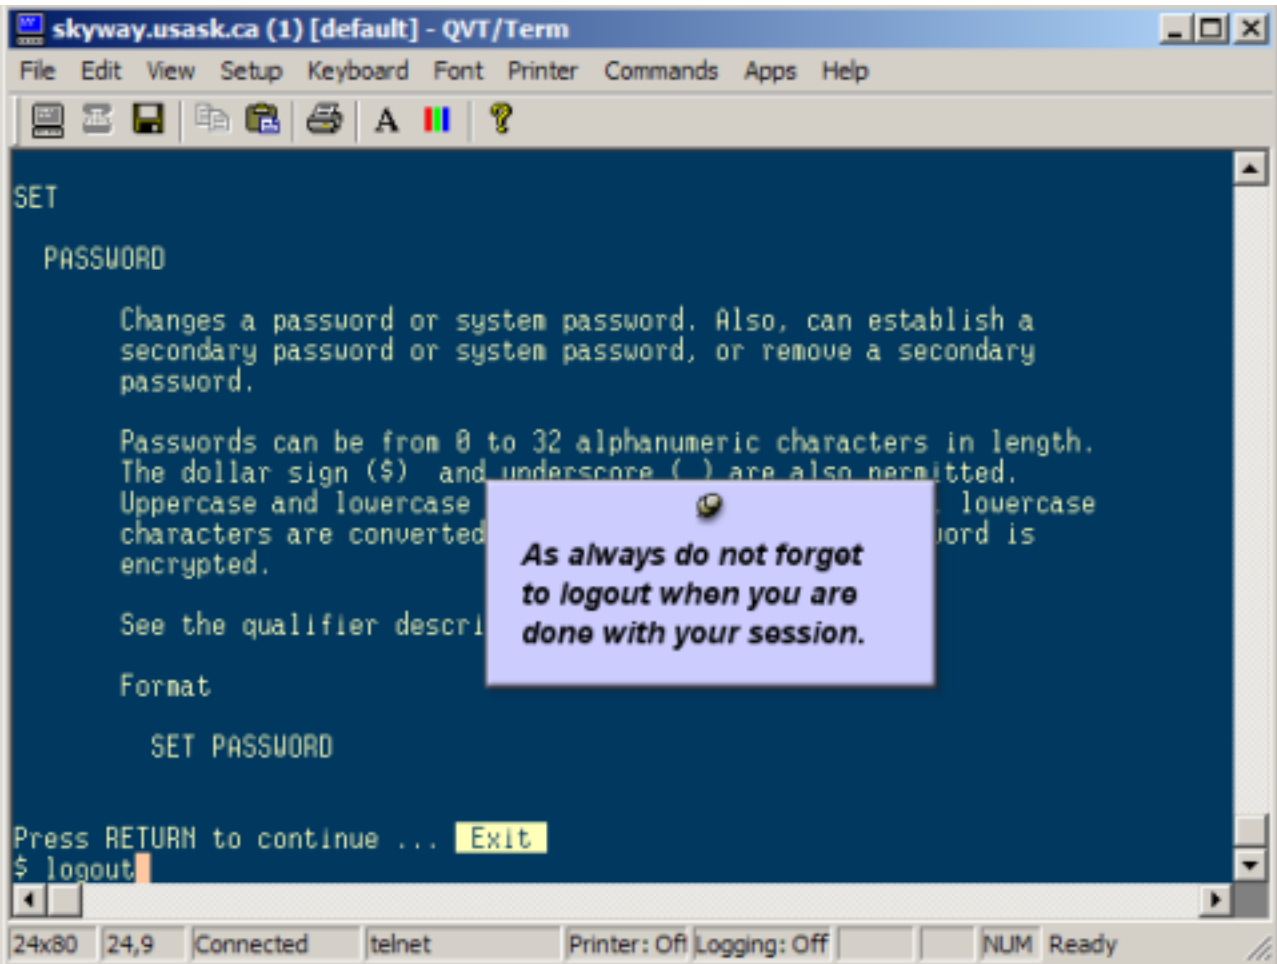 skyway.usask.ca (1) [default] - QVT/Term
File Edit View Setup Keyboard Font Printer Commands Apps Help
SET
PASSWORD
Changes a password or system password. Also, can establish a
secondary password or system password, or remove a secondary
password.
Passwords can be from 0 to 32 alphanumeric characters in length.
The dollar sign ($) and underscore (_) are also permitted.
Uppercase and lowercase lowercase
characters are converted is
encrypted.
See the qualifier
Format
SET PASSWORD
As always do not forget
to logout when you are
done with your session.
Press RETURN to continue ... Exit
$ logout
24x80 24,9 Connected telnet Printer: Off Logging: Off NUM Ready